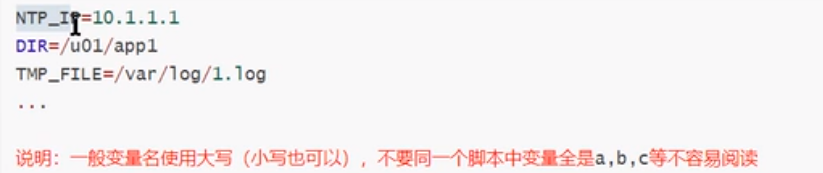 NTP_IP=10.1.1.1
DIR=/u01/app1
TMP_FILE=/var/log/1.log
...
说明：一般变量名使用大写（小写也可以），不要同一个脚本中变量全是a,b,c等不容易阅读